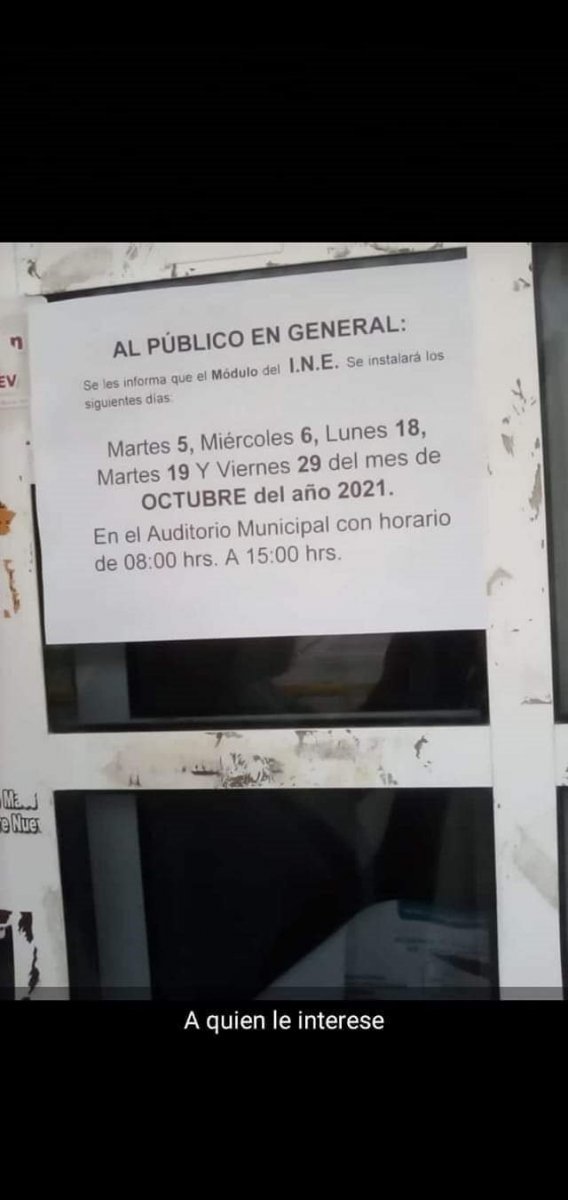 AL PÚBLICO EN GENERAL:
Se les informa que el Módulo del I.N.E. Se instalará los
siguientes días:
Martes 5, Miércoles 6, Lunes 18,
Martes 19 Y Viernes 29 del mes de
OCTUBRE del año 2021.
En el Auditorio Municipal con horario
de 08:00 hrs. A 15:00 hrs.
A quien le interese